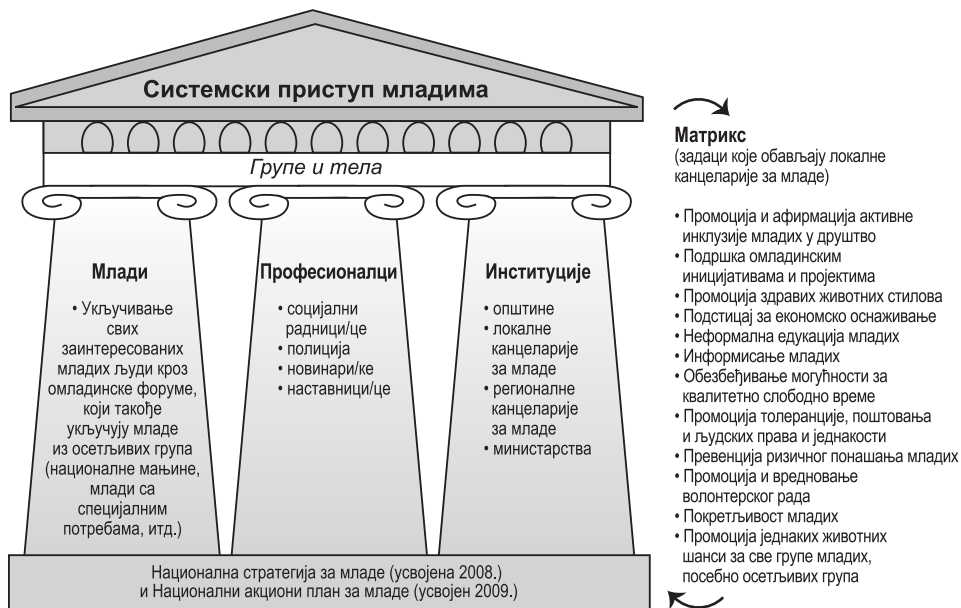 Системски приступ младима
Групе и тела
Млади
• Укључивање
свих
заинтересованих
младих људи кроз
омладинске форуме,
који такође
укључују младе
из осетљивих група
(националне мањине,
млади са
специјалним
потребама, итд.)
Професионалци
• социјални
радници/це
• полиција
• новинари/ке
• наставници/це
Институције
• општине
• локалне
канцеларије
за младе
• регионалне
канцеларије
за младе
• министарства
Национална стратегија за младе (усвојена 2008.)
и Национални акциони план за младе (усвојен 2009.)
Матрикс
(задаци које обављају локалне
канцеларије за младе)
• Промоција и афирмација активне
инклузије младих у друштво
• Подршка омладинским
иницијативама и пројектима
• Промоција здравих животних стилова
• Подстицај за економско оснаживање
• Неформална едукација младих
• Информисање младих
• Обезбеђивање могућности за
квалитетно слободно време
• Промоција толеранције, поштовања
и људских права и једнакости
• Превенција ризичног понашања младих
• Промоција и вредновање
волонтерског рада
• Покретљивост младих
• Промоција једнаких животних
шанси за све групе младих,
посебно осетљивих група